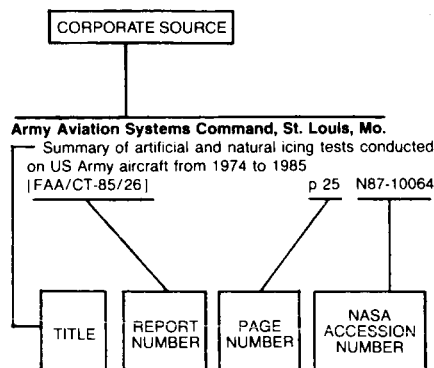 CORPORATE SOURCE
Army Aviation Systems Command, St. Louis, Mo.
Summary of artificial and natural icing tests conducted
on US Army aircraft from 1974 to 1985
[FAA/CT-85/26] p 25 N87-10064
TITLE
REPORT
NUMBER
PAGE
NUMBER
NASA
ACCESSION
NUMBER